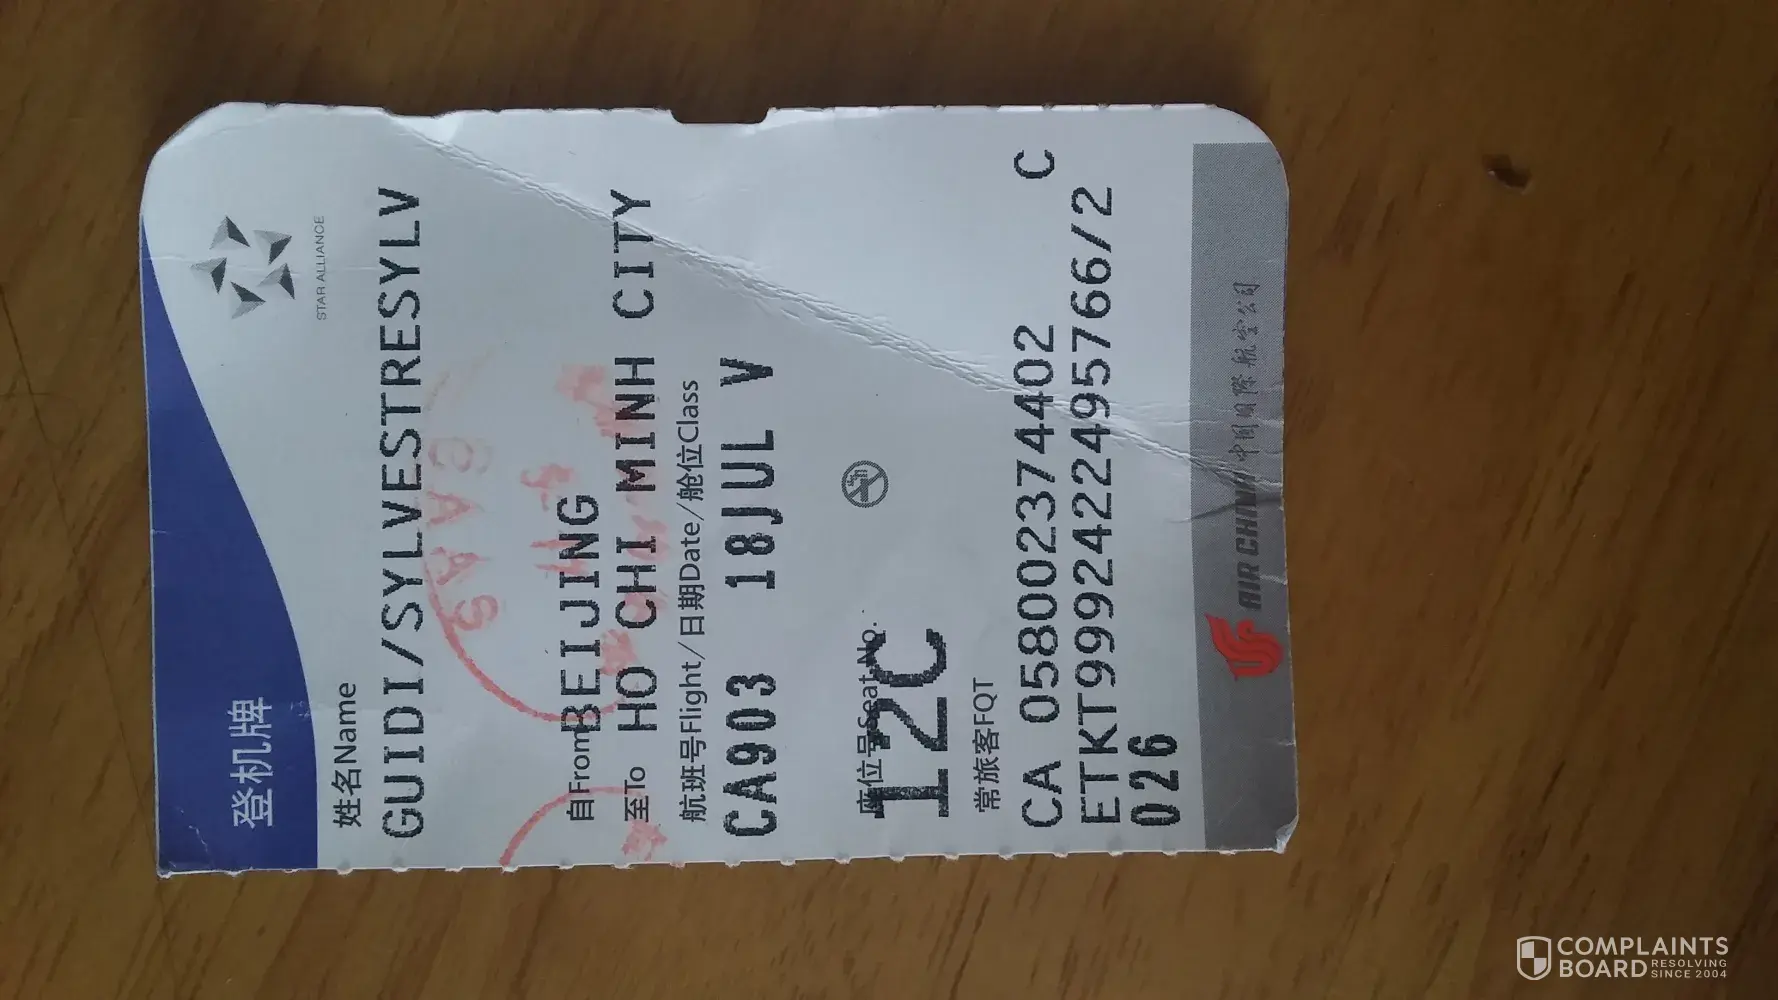 登机牌
STAR ALLIANCE
姓名Name
GUIDI/SYLVESTRESYLV
自From BEIJING
至To HO CHI MINH CITY
航班号Flight/日期Date/舱位Class
CA903 18JUL V
座位号Seat No.
12C
常旅客FQT
CA 058002374402 C
ETKT9992422495766/2
026
AIR CHINA 中国国际航空公司
COMPLAINTS
BOARD RESOLVING
SINCE 2004